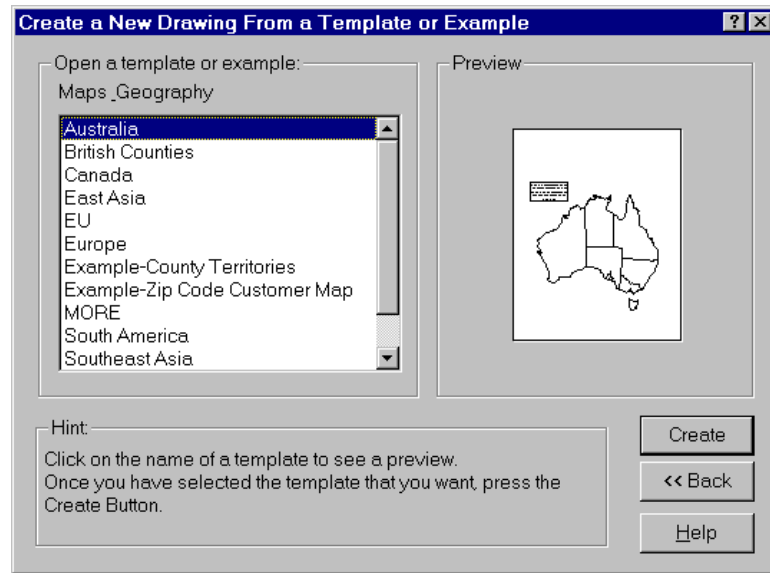 Create a New Drawing From a Template or Example
Open a template or example:
Maps_Geography
Australia
British Counties
Canada
East Asia
EU
Europe
Example-County Territories
Example-Zip Code Customer Map
MORE
South America
Southeast Asia
Preview
Hint:
Click on the name of a template to see a preview.
Once you have selected the template that you want, press the
Create Button.
Create
<< Back
Help